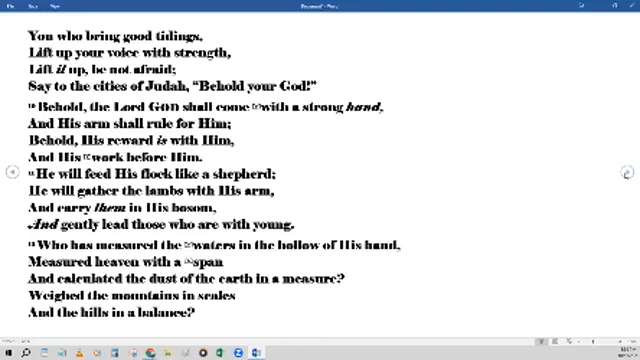 You who bring good tidings,
Lift up your voice with strength,
Lift it up, be not afraid;
Say to the cities of Judah, “Behold your God!”
10 Behold, the Lord GOD shall come with a strong hand,
And His arm shall rule for Him;
Behold, His reward is with Him,
And His work before Him.
11 He will feed His flock like a shepherd;
He will gather the lambs with His arm,
And carry them in His bosom,
And gently lead those who are with young.
12 Who has measured the waters in the hollow of His hand,
Measured heaven with a span
And calculated the dust of the earth in a measure?
Weighed the mountains in scales
And the hills in a balance?